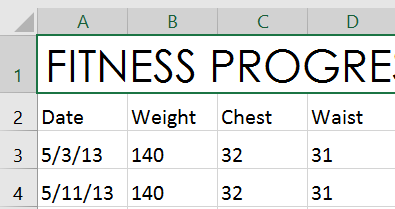 A B C D
1 FITNESS PROGRE
2 Date Weight Chest Waist
3 5/3/13 140 32 31
4 5/11/13 140 32 31